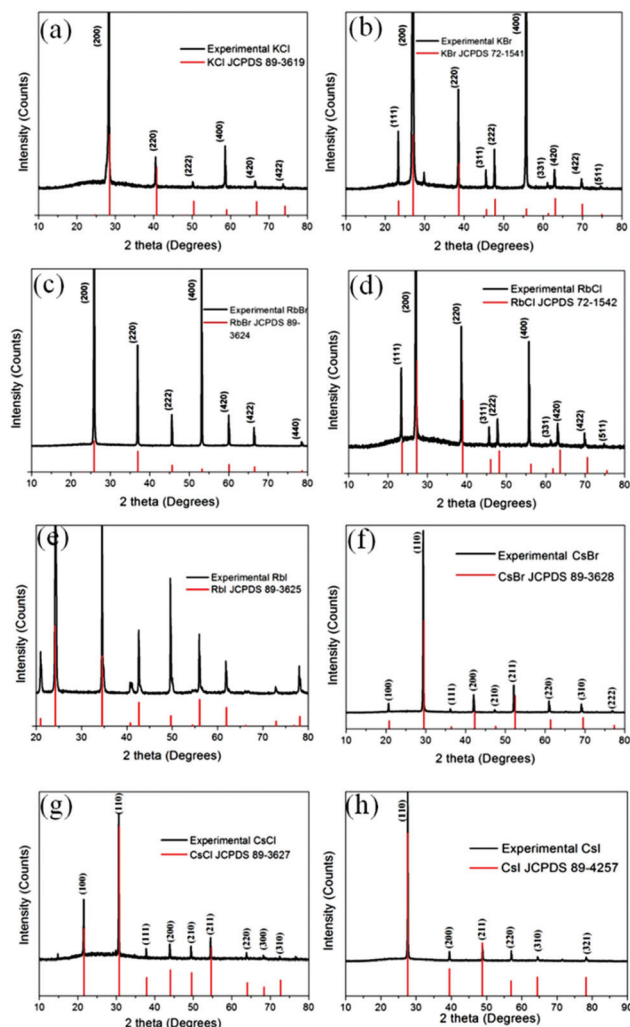 (a)
(200)
Experimental KCl
KCl JCPDS 89-3619
(220)
(222)
(400)
(420)
(422)
Intensity (Counts)
10 20 30 40 50 60 70 80
2 theta (Degrees)
(b)
(111)
(200)
Experimental KBr
KBr JCPDS 72-1541
(220)
(311)
(222)
(400)
(331)
(420)
(422)
(511)
Intensity (Counts)
10 20 30 40 50 60 70 80
2 theta (Degrees)
(c)
(200)
(220)
(222)
(400)
Experimental RbBr
RbBr JCPDS 89-
3624
(420)
(422)
(440)
Intensity (Counts)
10 20 30 40 50 60 70 80
2 theta (Degrees)
(d)
(111)
(200)
(220)
Experimental RbCl
RbCl JCPDS 72-1542
(311)
(222)
(400)
(331)
(420)
(422)
(511)
Intensity (Counts)
10 20 30 40 50 60 70 80
2 theta (Degrees)
(e)
Experimental RbI
RbI JCPDS 89-3625
Intensity (Counts)
20 30 40 50 60 70 80
2 theta (Degrees)
(f)
(110)
Experimental CsBr
CsBr JCPDS 89-3628
(100)
(111)
(200)
(210)
(211)
(220)
(310)
(222)
Intensity (Counts)
10 20 30 40 50 60 70 80
2 theta (Degrees)
(g)
(100)
(110)
Experimental CsCl
CsCl JCPDS 89-3627
(111)
(200)
(210)
(211)
(220)
(300)
(310)
Intensity (Counts)
10 20 30 40 50 60 70 80
2 theta (Degrees)
(h)
(110)
Experimental CsI
CsI JCPDS 89-4257
(200)
(211)
(220)
(310)
(321)
Intensity (Counts)
10 20 30 40 50 60 70 80
2 theta (Degrees)